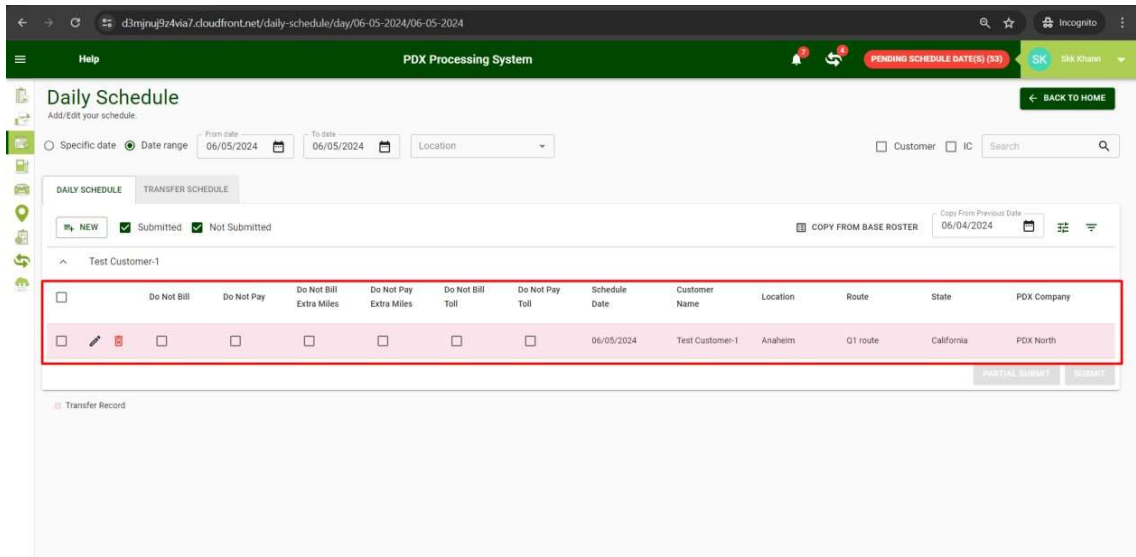 d3mjnuj9z4via7.cloudfront.net/daily-schedule/day/06-05-2024/06-05-2024
Incognito
Help
PDX Processing System
7
4
PENDING SCHEDULE DATE(S) (53)
SK
Skk Khann
Daily Schedule
Add/Edit your schedule.
BACK TO HOME
Specific date
Date range
From date
06/05/2024
To date
06/05/2024
Location
Customer
IC
Search
DAILY SCHEDULE
TRANSFER SCHEDULE
NEW
Submitted
Not Submitted
COPY FROM BASE ROSTER
Copy From Previous Date
06/04/2024
Test Customer-1
Do Not Bill
Do Not Pay
Do Not Bill
Extra Miles
Do Not Pay
Extra Miles
Do Not Bill
Toll
Do Not Pay
Toll
Schedule
Date
Customer
Name
Location
Route
State
PDX Company
06/05/2024
Test Customer-1
Anaheim
Q1 route
California
PDX North
PARTIAL SUBMIT
SUBMIT
Transfer Record